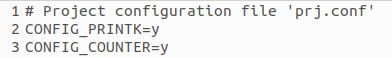 1 # Project configuration file 'prj.conf'
2 CONFIG_PRINTK=y
3 CONFIG_COUNTER=y